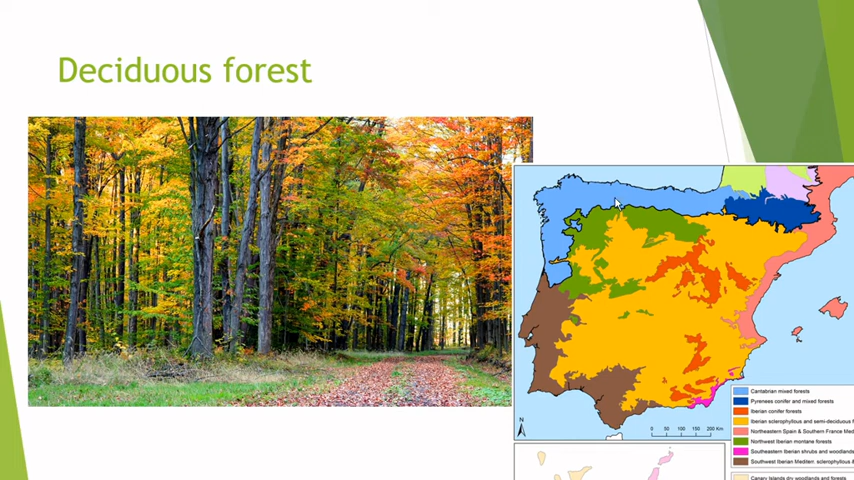 Deciduous forest
Cantabrian mixed forests
Pyrenees conifer and mixed forests
Iberian conifer forests
Iberian sclerophyllous and semi-deciduous f
Northeastern Spain & Southern France Med
Northwest Iberian montane forests
Southeastern Iberian shrubs and woodlands
Southwest Iberian Mediterr. sclerophyllous &
N
0 50 100 150 200 Km
Canary Islands dry woodlands and forests